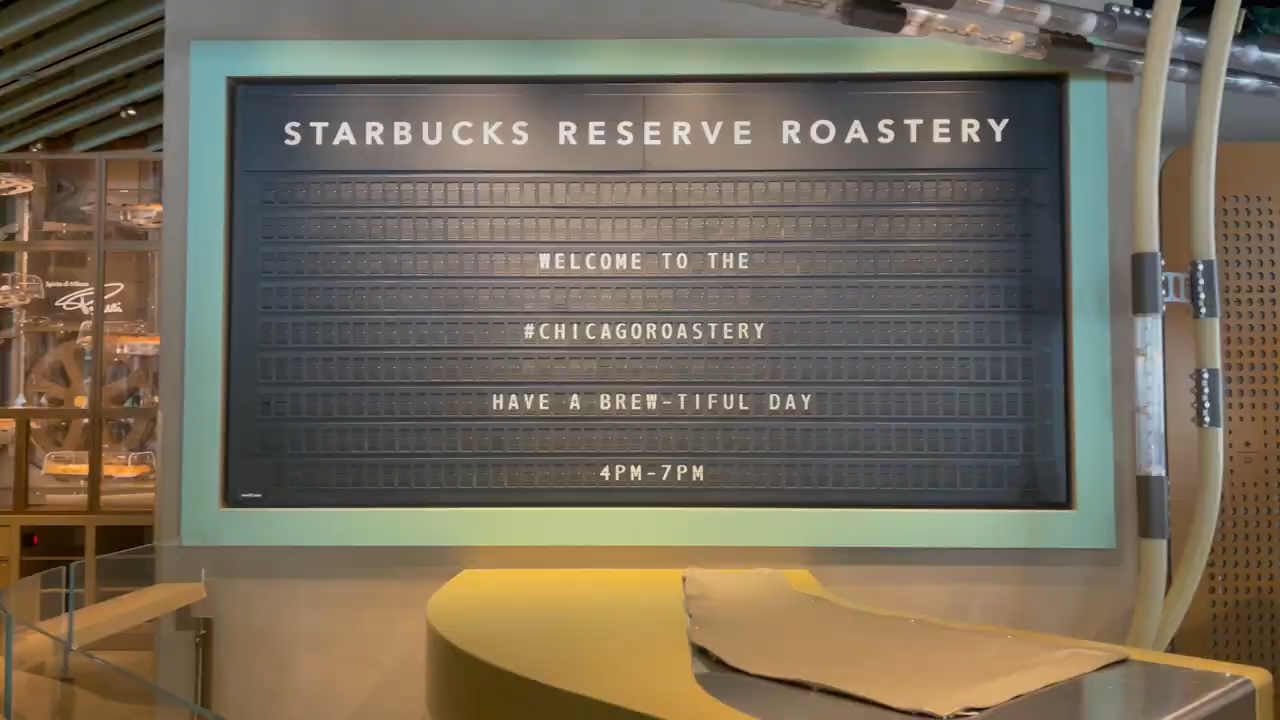 STARBUCKS RESERVE ROASTERY
WELCOME TO THE
#CHICAGOROASTERY
HAVE A BREW-TIFUL DAY
4PM-7PM